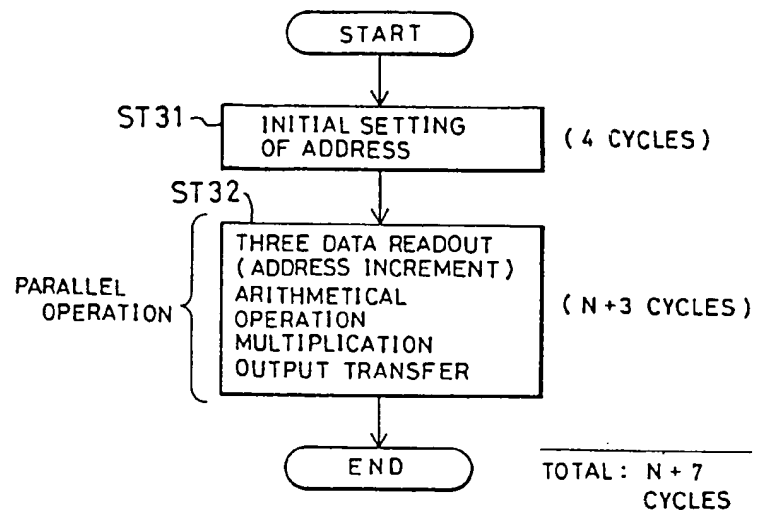 START
ST31
INITIAL SETTING
OF ADDRESS
(4 CYCLES)
ST32
THREE DATA READOUT
(ADDRESS INCREMENT)
ARITHMETICAL
OPERATION
MULTIPLICATION
OUTPUT TRANSFER
PARALLEL
OPERATION
(N+3 CYCLES)
END
TOTAL: N+7
CYCLES